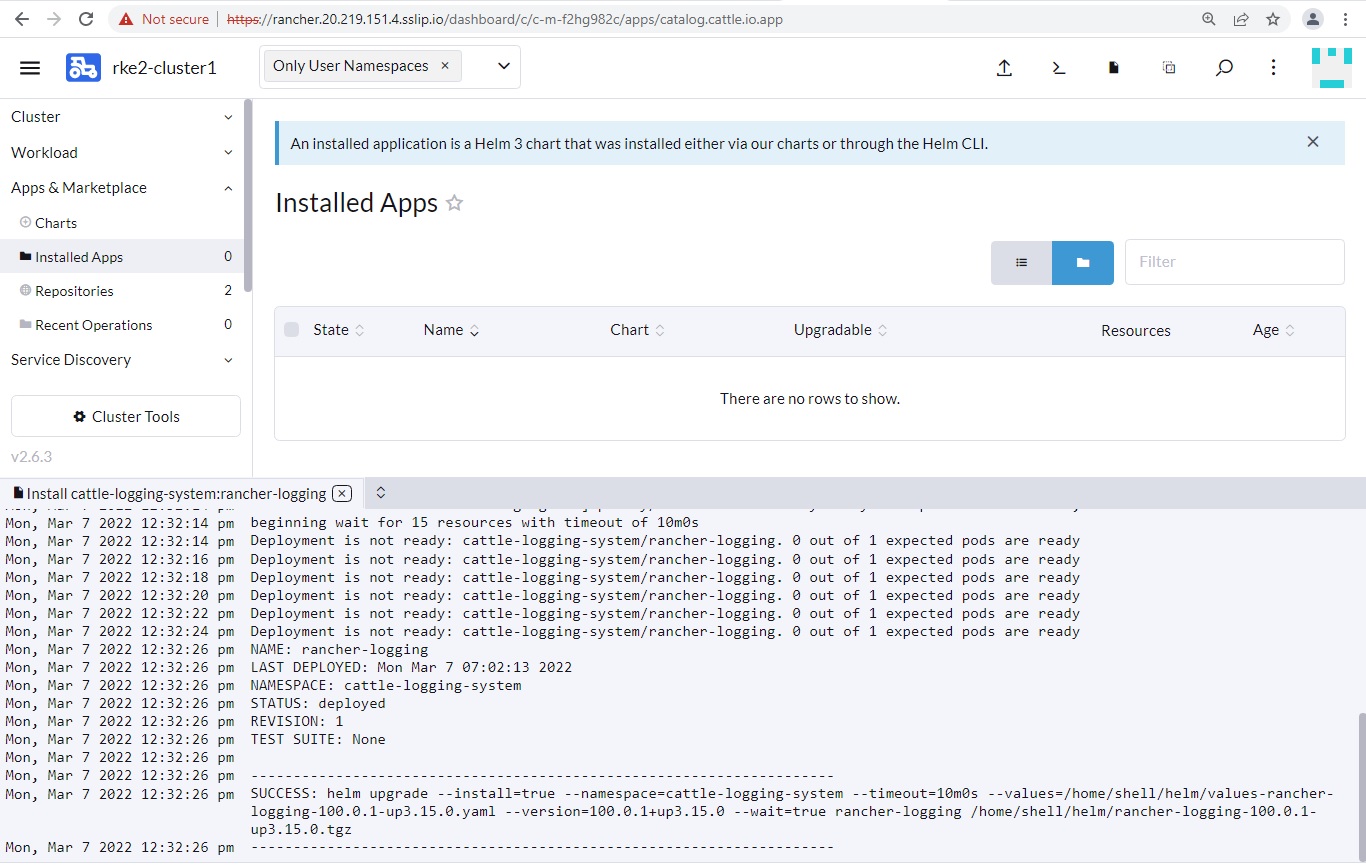 Not secure | https://rancher.20.219.151.4.sslip.io/dashboard/c/c-m-f2hg982c/apps/catalog.cattle.io.app
rke2-cluster1
Only User Namespaces ×
Cluster
Workload
Apps & Marketplace
Charts
Installed Apps 0
Repositories 2
Recent Operations 0
Service Discovery
Cluster Tools
v2.6.3
An installed application is a Helm 3 chart that was installed either via our charts or through the Helm CLI.
Installed Apps
Filter
State Name Chart Upgradable Resources Age
There are no rows to show.
Install cattle-logging-system:rancher-logging
Mon, Mar 7 2022 12:32:14 pm beginning wait for 15 resources with timeout of 10m0s
Mon, Mar 7 2022 12:32:14 pm Deployment is not ready: cattle-logging-system/rancher-logging. 0 out of 1 expected pods are ready
Mon, Mar 7 2022 12:32:16 pm Deployment is not ready: cattle-logging-system/rancher-logging. 0 out of 1 expected pods are ready
Mon, Mar 7 2022 12:32:18 pm Deployment is not ready: cattle-logging-system/rancher-logging. 0 out of 1 expected pods are ready
Mon, Mar 7 2022 12:32:20 pm Deployment is not ready: cattle-logging-system/rancher-logging. 0 out of 1 expected pods are ready
Mon, Mar 7 2022 12:32:22 pm Deployment is not ready: cattle-logging-system/rancher-logging. 0 out of 1 expected pods are ready
Mon, Mar 7 2022 12:32:24 pm Deployment is not ready: cattle-logging-system/rancher-logging. 0 out of 1 expected pods are ready
Mon, Mar 7 2022 12:32:26 pm NAME: rancher-logging
Mon, Mar 7 2022 12:32:26 pm LAST DEPLOYED: Mon Mar 7 07:02:13 2022
Mon, Mar 7 2022 12:32:26 pm NAMESPACE: cattle-logging-system
Mon, Mar 7 2022 12:32:26 pm STATUS: deployed
Mon, Mar 7 2022 12:32:26 pm REVISION: 1
Mon, Mar 7 2022 12:32:26 pm TEST SUITE: None
Mon, Mar 7 2022 12:32:26 pm
Mon, Mar 7 2022 12:32:26 pm ---------------------------------------------------------------------
Mon, Mar 7 2022 12:32:26 pm SUCCESS: helm upgrade --install=true --namespace=cattle-logging-system --timeout=10m0s --values=/home/shell/helm/values-rancher-
logging-100.0.1-up3.15.0.yaml --version=100.0.1+up3.15.0 --wait=true rancher-logging /home/shell/helm/rancher-logging-100.0.1-
up3.15.0.tgz
Mon, Mar 7 2022 12:32:26 pm ---------------------------------------------------------------------